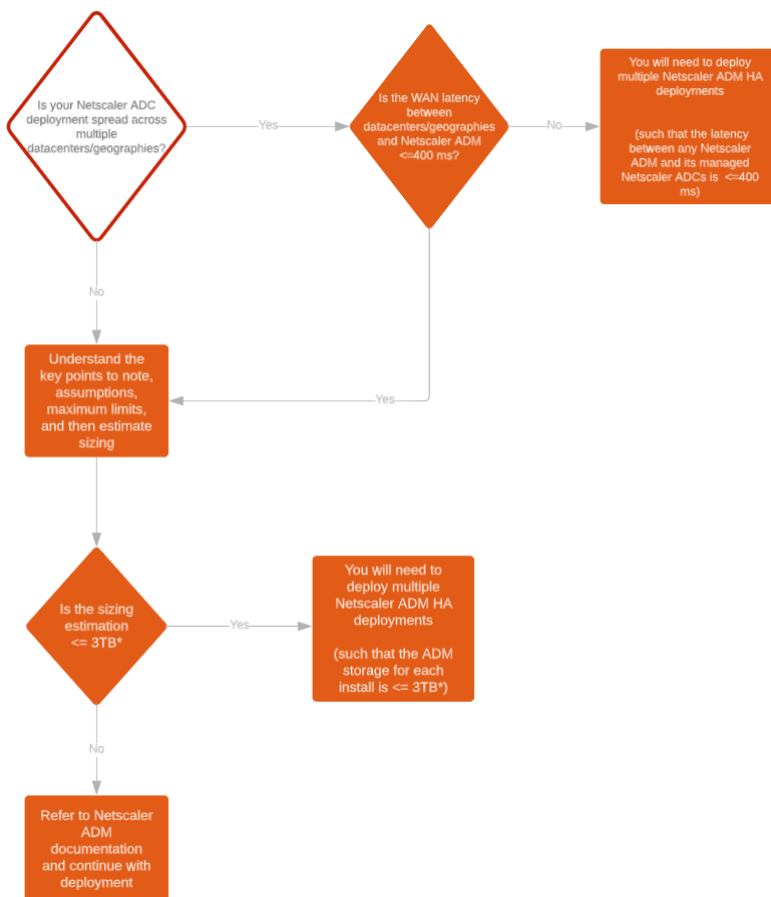 Is your Netscaler ADC
deployment spread across
multiple
datacenters/geographies?
Yes
Is the WAN latency
between
datacenters/geographies
and Netscaler ADM
<=400 ms?
No
You will need to deploy
multiple Netscaler ADM HA
deployments
(such that the latency
between any Netscaler
ADM and its managed
Netscaler ADCs is <=400
ms)
No
Understand the
key points to note,
assumptions,
maximum limits,
and then estimate
sizing
Yes
Is the sizing
estimation
<= 3TB*
Yes
You will need to
deploy multiple
Netscaler ADM HA
deployments
(such that the ADM
storage for each
install is <= 3TB*)
No
Refer to Netscaler
ADM
documentation
and continue with
deployment